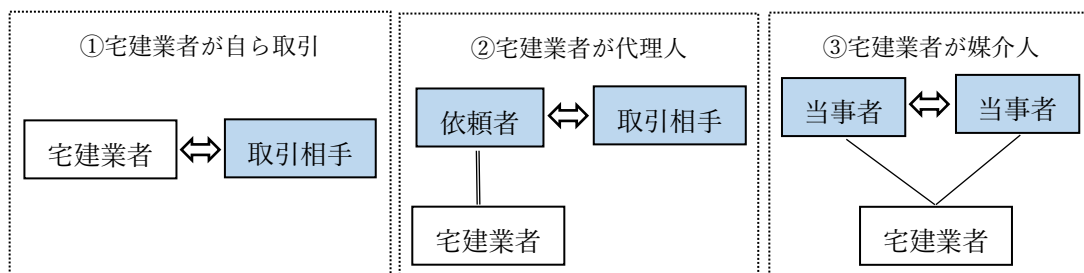 ①宅建業者が自ら取引
宅建業者
取引相手
②宅建業者が代理人
依頼者
取引相手
宅建業者
③宅建業者が媒介人
当事者
当事者
宅建業者